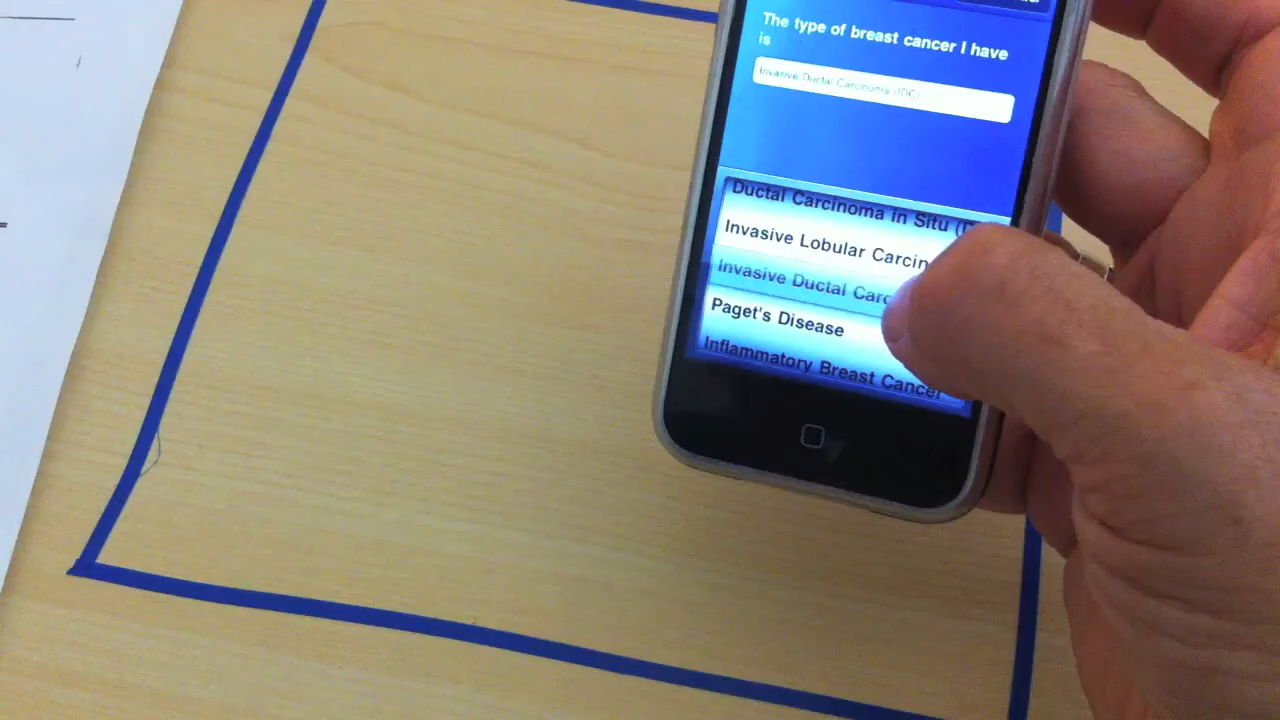 The type of breast cancer I have
is
Invasive Ductal Carcinoma (IDC)
Ductal Carcinoma in Situ (
Invasive Lobular Carcin
Invasive Ductal Carc
Paget's Disease
Inflammatory Breast Cancer